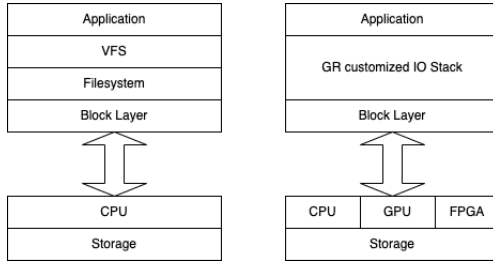 Application
VFS
Filesystem
Block Layer
CPU
Storage
Application
GR customized IO Stack
Block Layer
CPU GPU FPGA
Storage